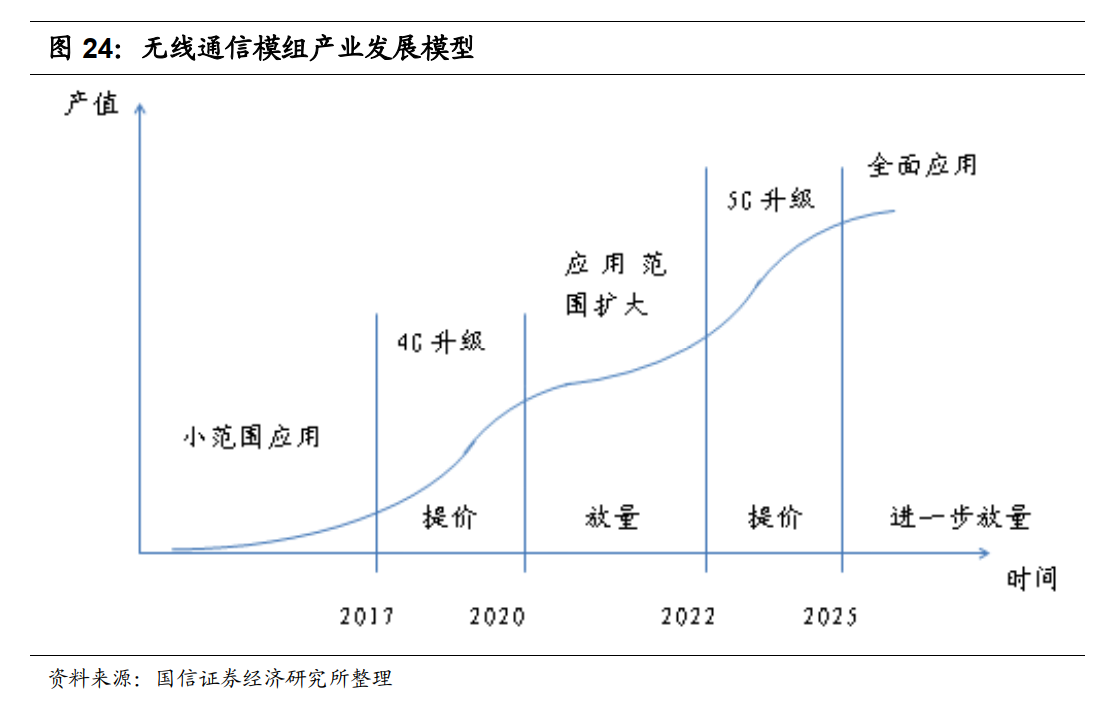 图 24：无线通信模组产业发展模型
产值
全面应用
5G 升级
应用范
围扩大
4G 升级
小范围应用
提价
放量
提价
进一步放量
时间
2017
2020
2022
2025
资料来源：国信证券经济研究所整理